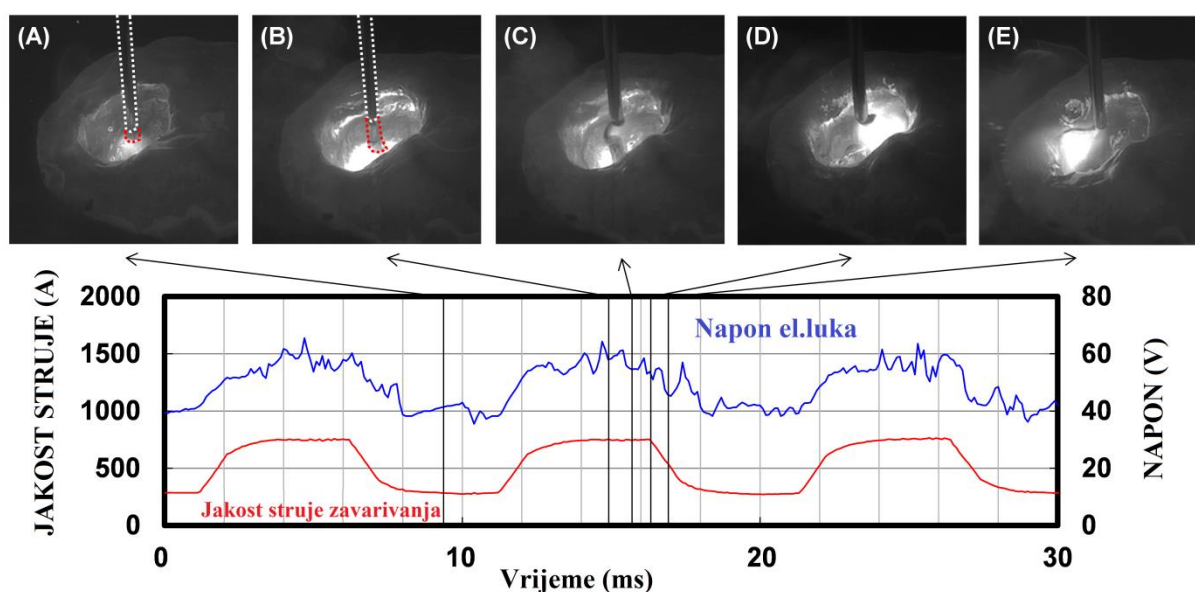 (A)
(B)
(C)
(D)
(E)
JAKOST STRUJE (A)
2000
1500
1000
500
0
Napon el.luka
Jakost struje zavarivanja
80
60
40
20
0
NAPON (V)
0
10
20
30
Vrijeme (ms)